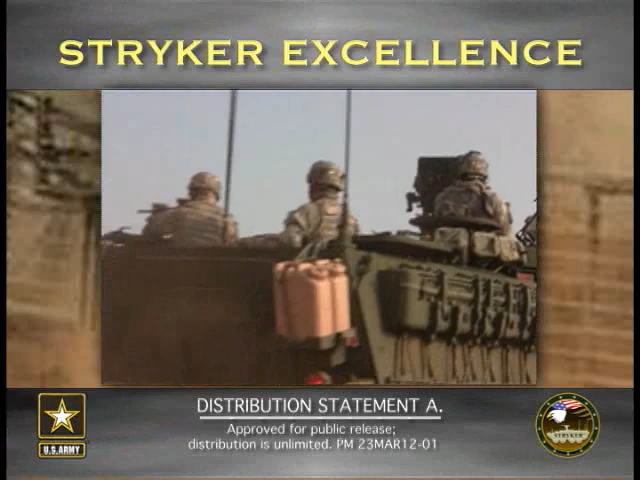 STRYKER EXCELLENCE
DISTRIBUTION STATEMENT A.
Approved for public release;
distribution is unlimited. PM 23MAR12-01
U.S.ARMY
STRYKER